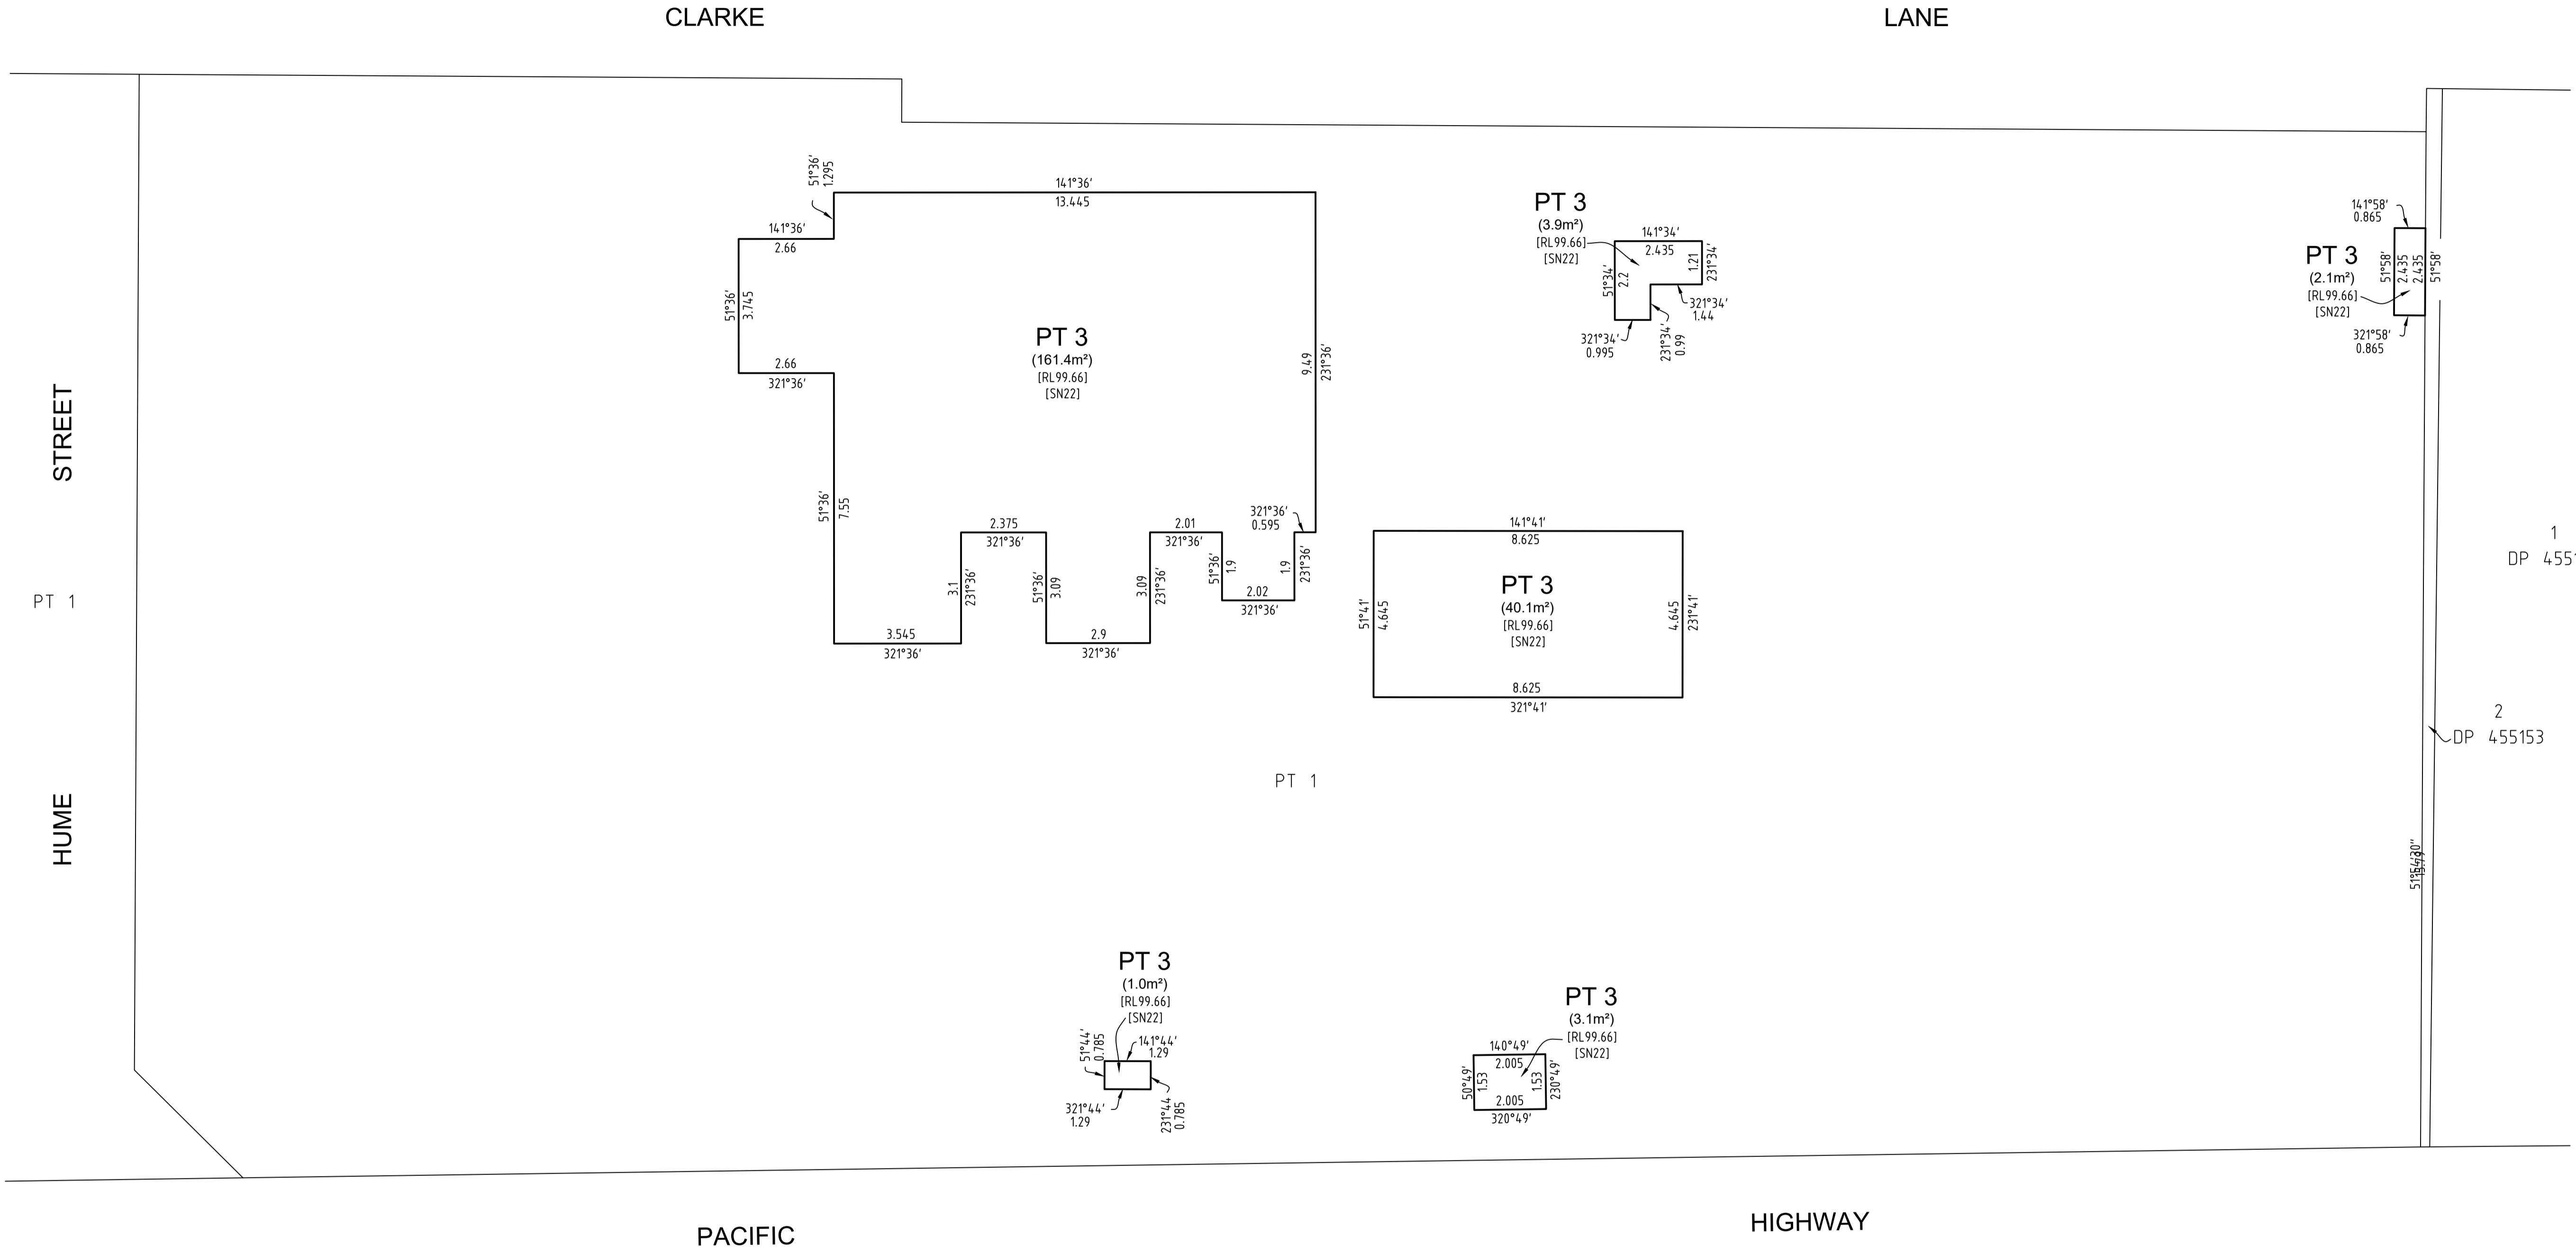 CLARKE
LANE
51°36'
1.295
141°36'
13.445
141°36'
2.66
51°36'
3.745
2.66
321°36'
PT 3
(161.4m²)
[RL99.66]
[SN22]
9.49
231°36'
51°36'
7.55
2.375
321°36'
2.01
321°36'
321°36'
0.595
3.1
231°36'
51°36'
3.09
3.09
231°36'
51°36'
1.9
1.9
231°36'
2.02
321°36'
3.545
321°36'
2.9
321°36'
PT 3
(3.9m²)
[RL99.66]
[SN22]
141°34'
2.435
51°34'
2.2
1.21
231°34'
321°34'
1.44
321°34'
0.995
231°34'
0.99
141°58'
0.865
PT 3
(2.1m²)
[RL99.66]
[SN22]
51°58'
2.435
2.435
51°58'
321°58'
0.865
141°41'
8.625
51°41'
4.645
PT 3
(40.1m²)
[RL99.66]
[SN22]
4.645
231°41'
8.625
321°41'
STREET
HUME
PT 1
PT 1
1
DP 455
2
DP 455153
51°54'30"
PT 3
(1.0m²)
[RL99.66]
[SN22]
51°44'
0.785
141°44'
1.29
321°44'
1.29
231°44
0.785
PT 3
(3.1m²)
[RL99.66]
[SN22]
140°49'
2.005
50°49'
1.53
1.53
230°49'
2.005
320°49'
PACIFIC
HIGHWAY